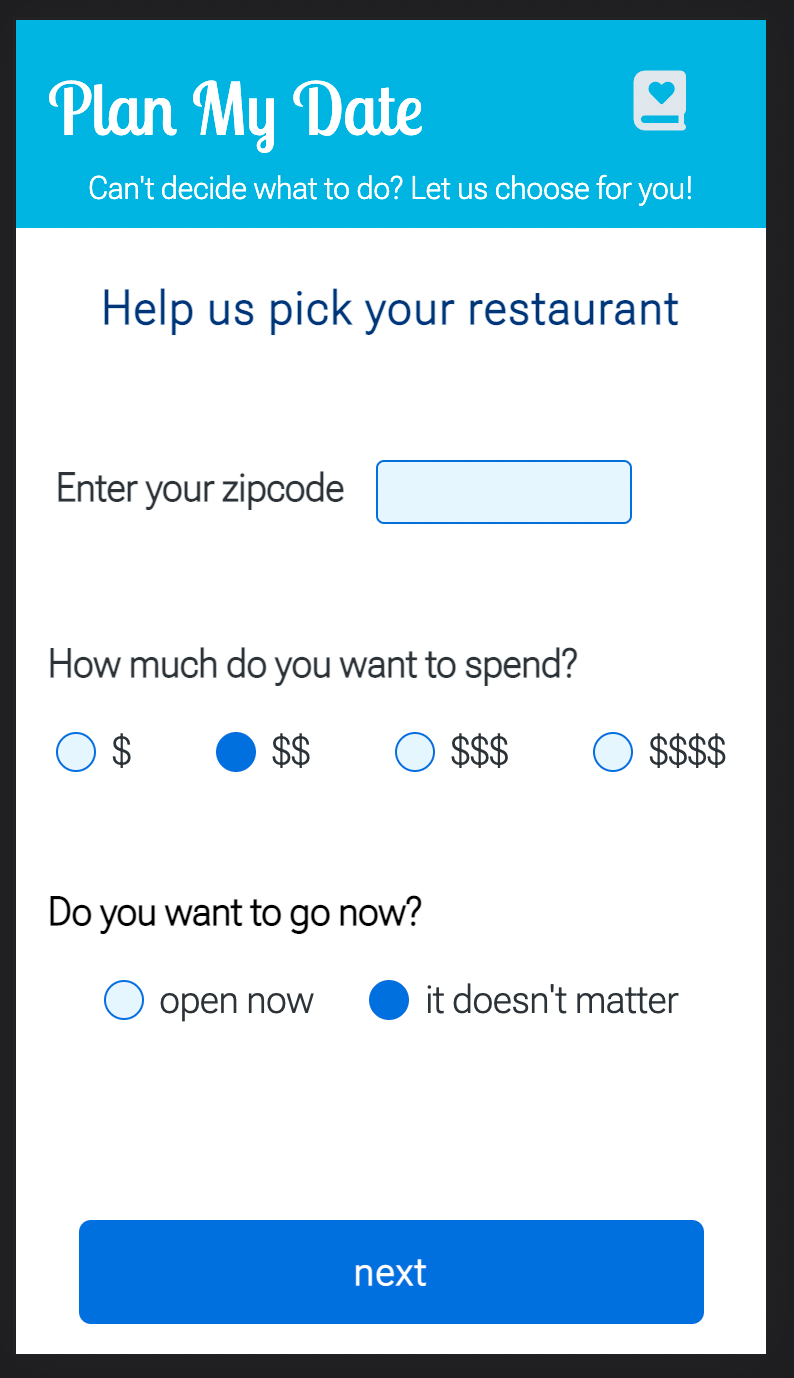 Plan My Date
Can't decide what to do? Let us choose for you!
Help us pick your restaurant
Enter your zipcode
How much do you want to spend?
$ $$ $$$ $$$$
Do you want to go now?
open now it doesn't matter
next